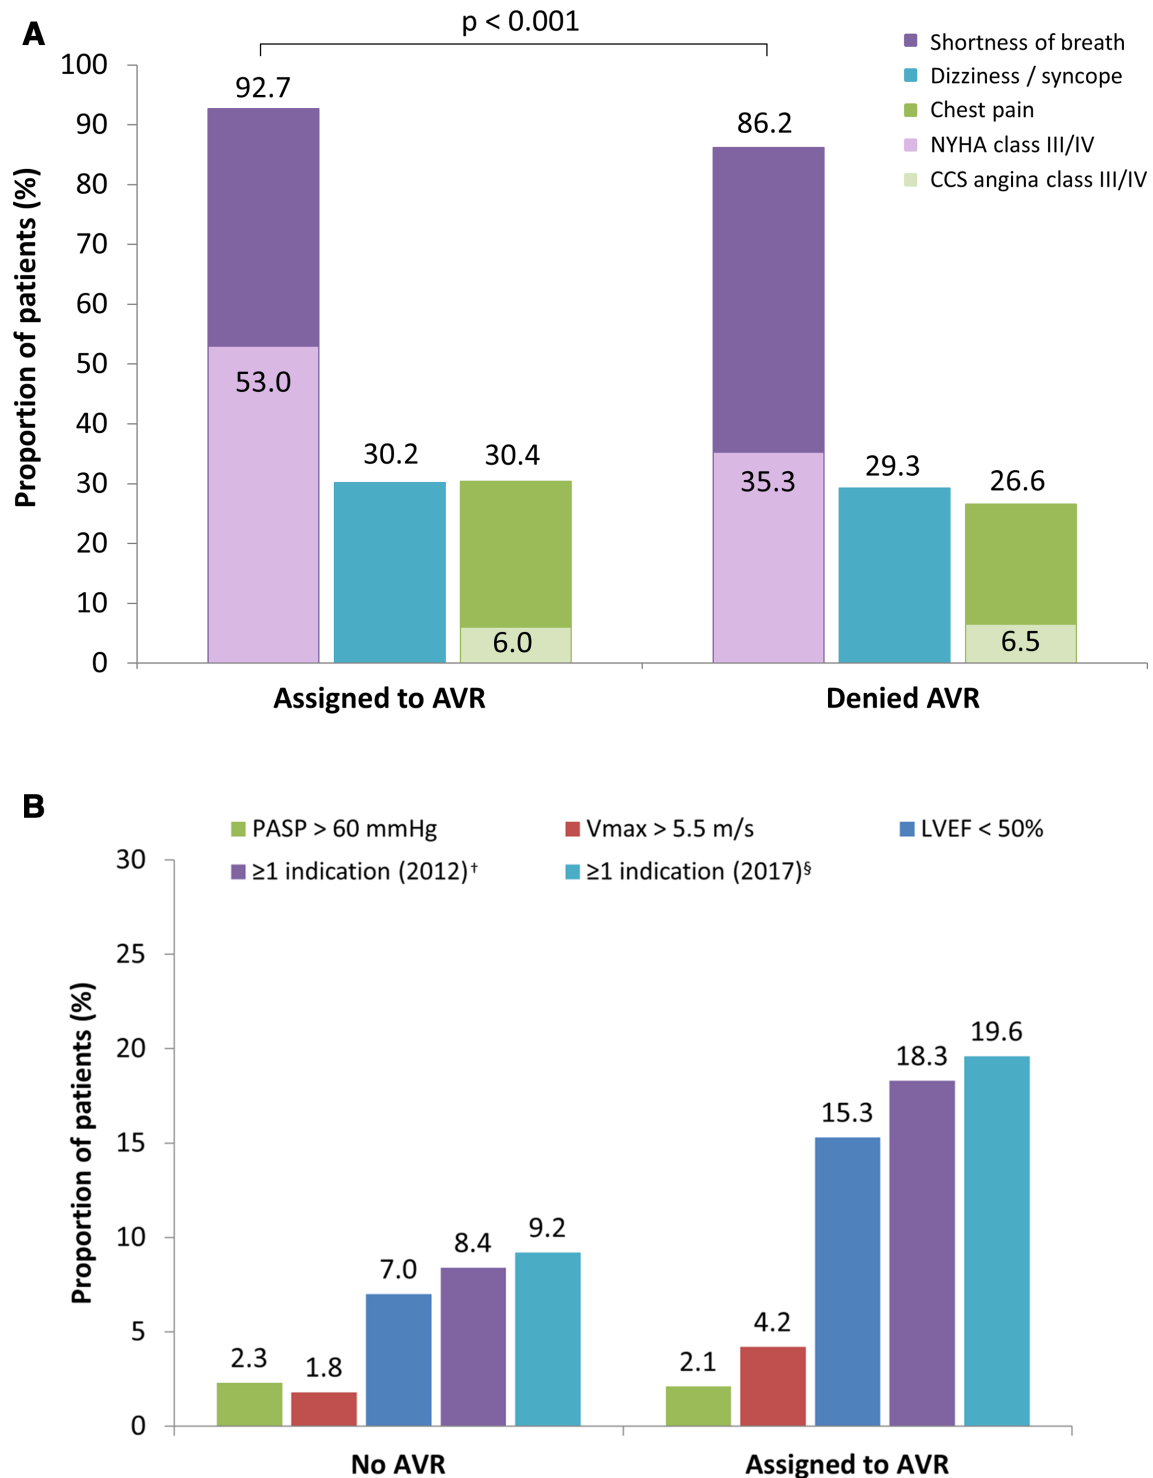 A
p < 0.001
Shortness of breath
Dizziness / syncope
Chest pain
NYHA class III/IV
CCS angina class III/IV
Proportion of patients (%)
100
90
80
70
60
50
40
30
20
10
0
92.7
53.0
30.2
30.4
6.0
86.2
35.3
29.3
26.6
6.5
Assigned to AVR
Denied AVR
B
PASP > 60 mmHg
Vmax > 5.5 m/s
LVEF < 50%
≥1 indication (2012)†
≥1 indication (2017)§
Proportion of patients (%)
30
25
20
15
10
5
0
2.3
1.8
7.0
8.4
9.2
2.1
4.2
15.3
18.3
19.6
No AVR
Assigned to AVR